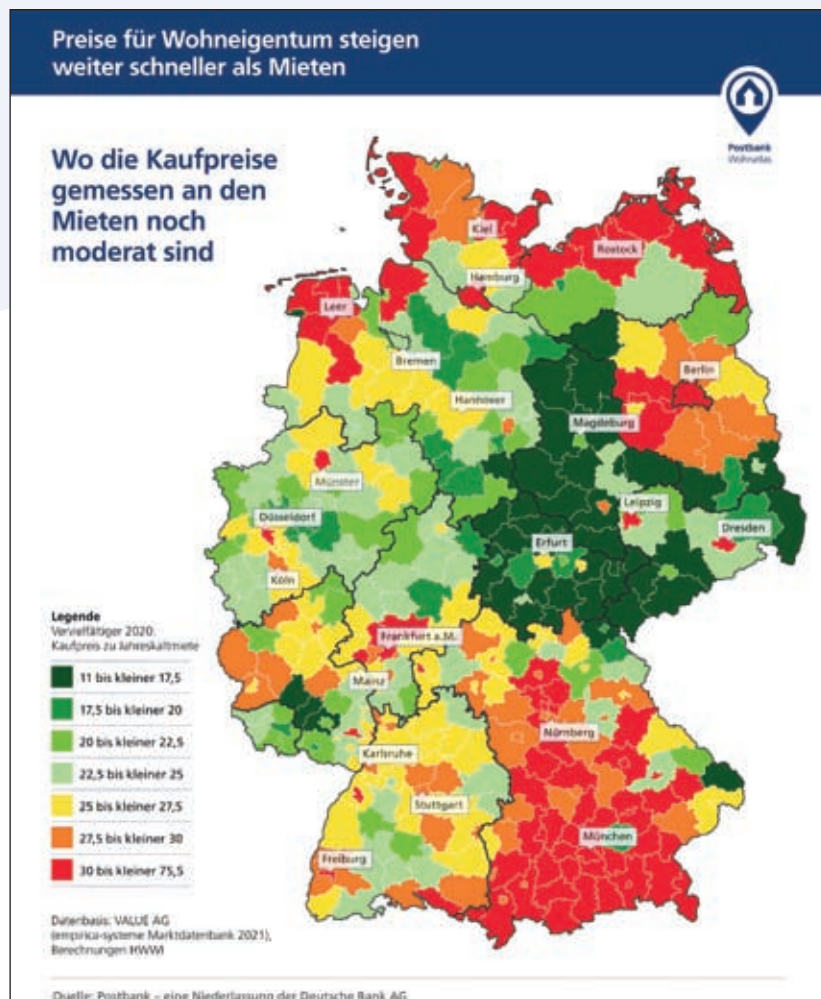 Preise für Wohneigentum steigen
weiter schneller als Mieten
Postbank
Wohnatlas
Wo die Kaufpreise
gemessen an den
Mieten noch
moderat sind
Kiel
Rostock
Hamburg
Leer
Bremen
Berlin
Hannover
Magdeburg
Münster
Düsseldorf
Leipzig
Dresden
Erfurt
Köln
Frankfurt a.M.
Mainz
Nürnberg
Karlsruhe
Stuttgart
München
Freiburg
Legende
Vervielfältiger 2020:
Kaufpreis zu Jahreskaltmiete
11 bis kleiner 17,5
17,5 bis kleiner 20
20 bis kleiner 22,5
22,5 bis kleiner 25
25 bis kleiner 27,5
27,5 bis kleiner 30
30 bis kleiner 75,5
Datenbasis: VALUE AG
(empirica-systeme Marktdatenbank 2021),
Berechnungen HWWI
Quelle: Postbank – eine Niederlassung der Deutsche Bank AG